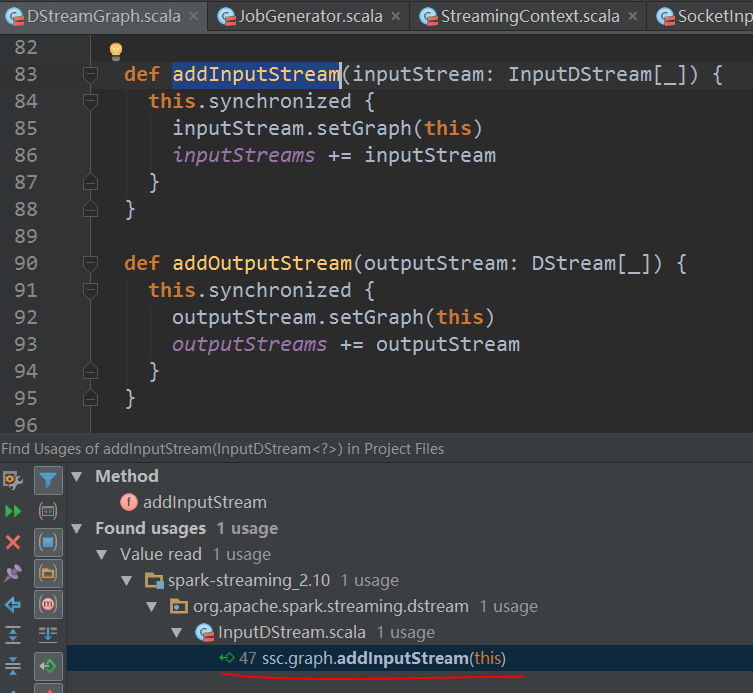 DStreamGraph.scala × JobGenerator.scala × StreamingContext.scala × SocketInp
82
83 def addInputStream(inputStream: InputDStream[_]) {
84 this.synchronized {
85 inputStream.setGraph(this)
86 inputStreams += inputStream
87 }
88 }
89
90 def addOutputStream(outputStream: DStream[_]) {
91 this.synchronized {
92 outputStream.setGraph(this)
93 outputStreams += outputStream
94 }
95 }
96
Find Usages of addInputStream(InputDStream<?>) in Project Files
Method
addInputStream
Found usages 1 usage
Value read 1 usage
spark-streaming_2.10 1 usage
org.apache.spark.streaming.dstream 1 usage
InputDStream.scala 1 usage
47 ssc.graph.addInputStream(this)